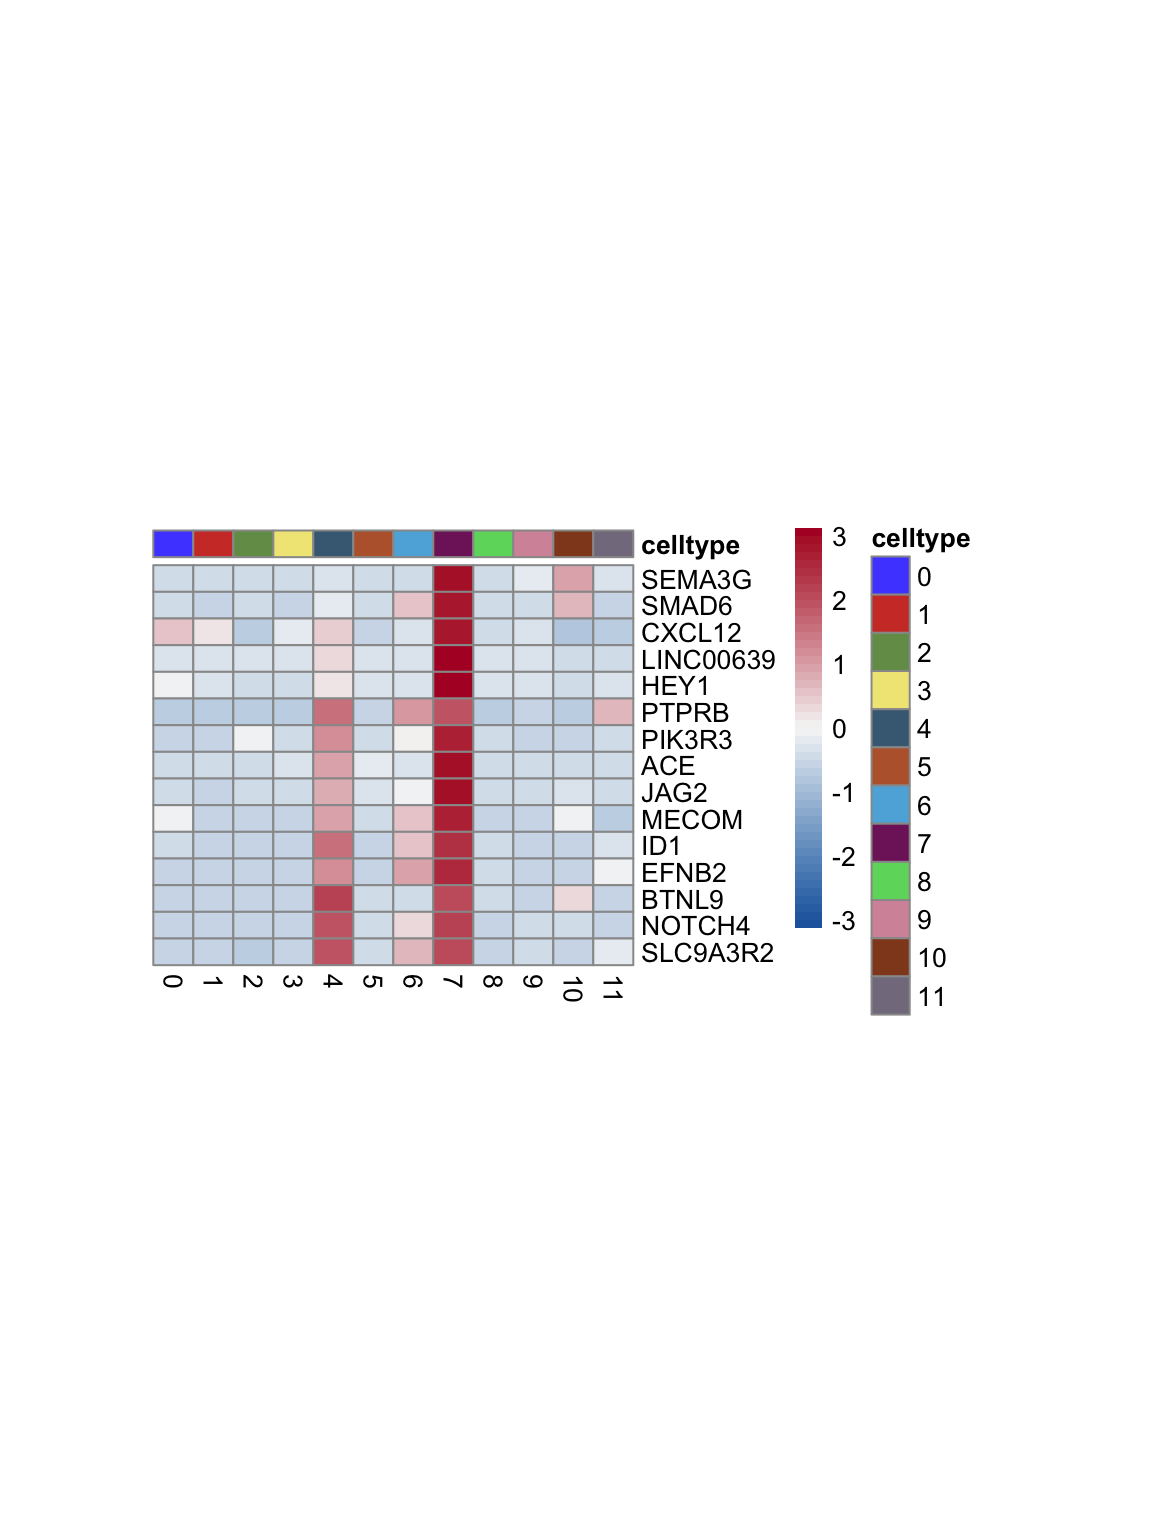 celltype
SEMA3G
SMAD6
CXCL12
LINC00639
HEY1
PTPRB
PIK3R3
ACE
JAG2
MECOM
ID1
EFNB2
BTNL9
NOTCH4
SLC9A3R2
0 1 2 3 4 5 6 7 8 9 10 11
3
2
1
0
-1
-2
-3
celltype
0
1
2
3
4
5
6
7
8
9
10
11